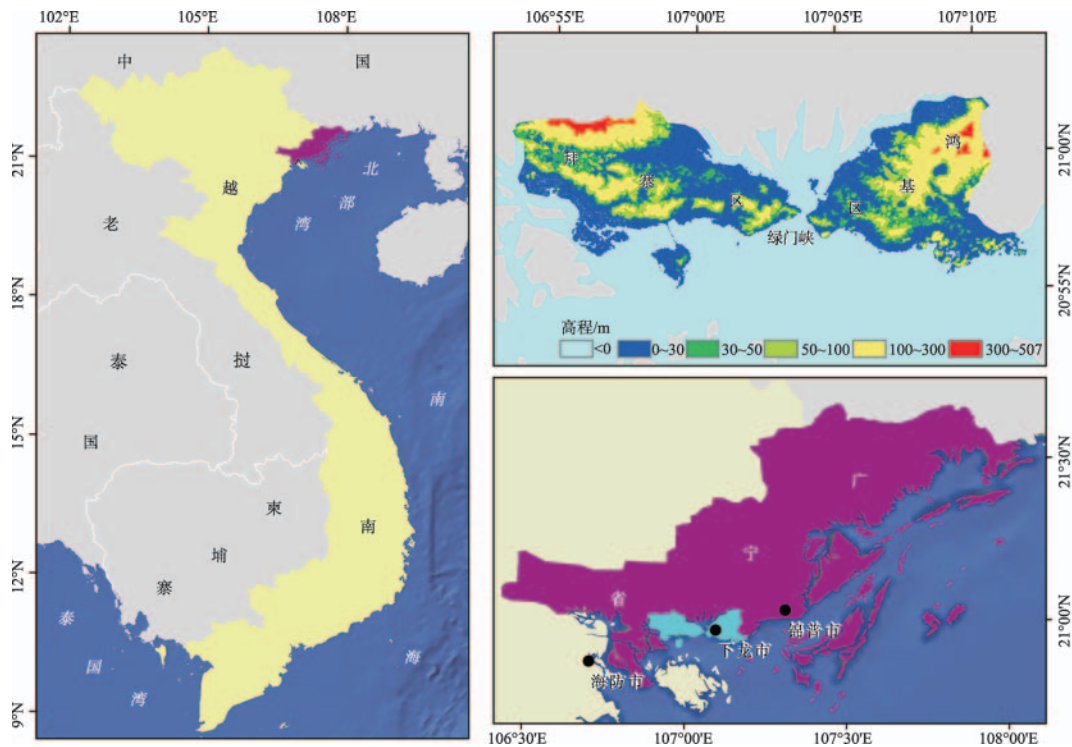 102°E 105°E 108°E
21°N
18°N
15°N
12°N
9°N
中 国
越 南
老 挝
泰 国
柬 埔 寨
北 部 湾
南 海
泰 国 湾
106°55′E 107°00′E 107°05′E 107°10′E
21°00′N
20°55′N
拜 泰 区
鸿 基 区
绿门峡
高程/m
<0 0~30 30~50 50~100 100~300 300~507
广 宁 省
锦普市
下龙市
海防市
21°30′N
21°00′N
106°30′E 107°00′E 107°30′E 108°00′E